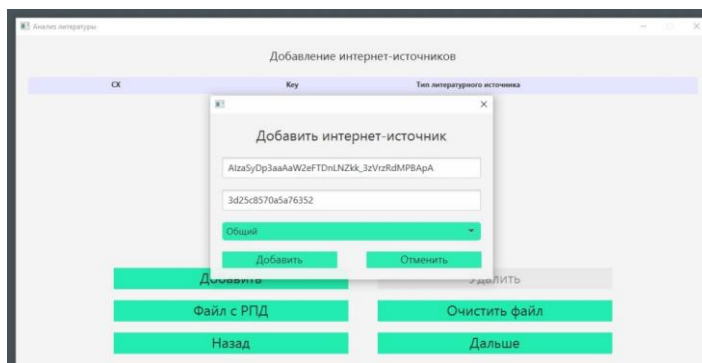 Анализ литературы
Добавление интернет-источников
CX Key Тип литературного источника
Добавить интернет-источник
AIzaSyDp3aaAaW2eFTDnLNZkk_3zVrzRdMPBApA
3d25c8570a5a76352
Общий
Добавить Отменить
Добавить Удалить
Файл с РПД Очистить файл
Назад Дальше